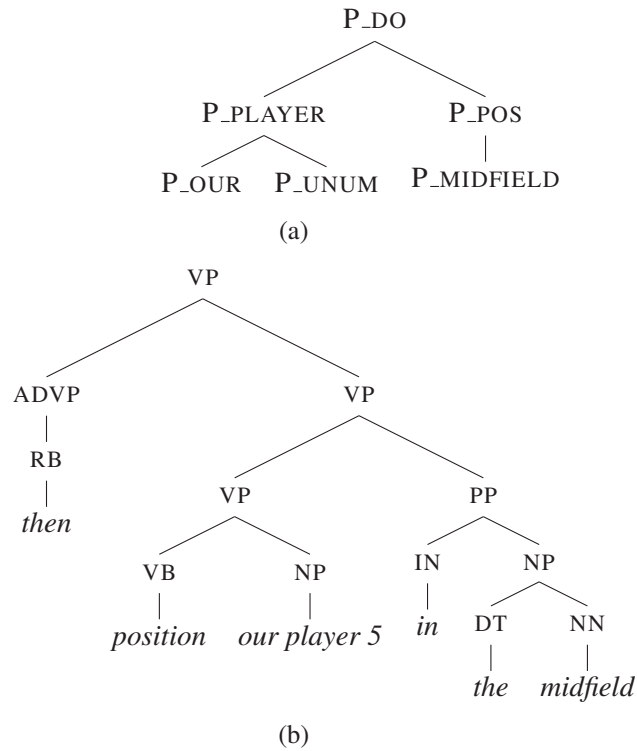 P_DO
P_PLAYER P_POS
P_OUR P_UNUM P_MIDFIELD
(a)
VP
ADVP VP
RB
VP PP
then
VB NP IN NP
position our player 5 in DT NN
the midfield
(b)